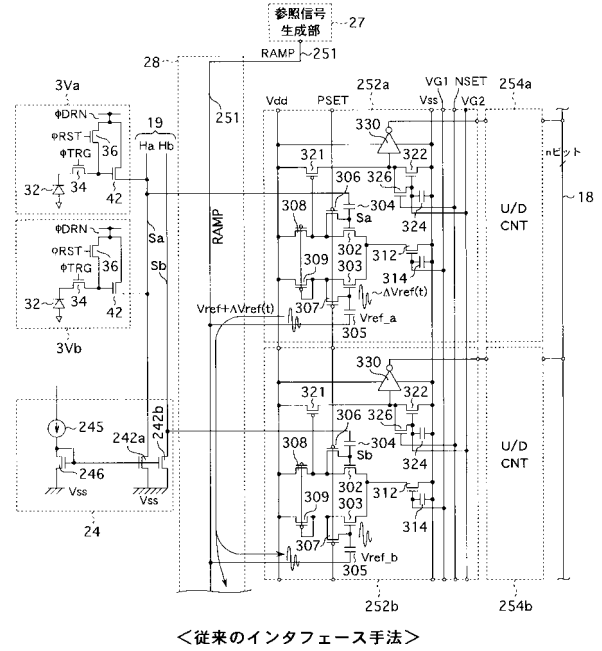 参照信号
生成部
27
RAMP
251
28
252a
VG1
NSET
254a
3Va
19
251
Vdd
PSET
Vss
VG2
φDRN
Ha Hb
330
φRST
36
321
322
nビット
φTRG
306
326
18
32
34
42
304
324
308
Sa
U/D
CNT
RAMP
302
312
φDRN
Sa
303
φRST
36
309
314
φTRG
Sb
307
~ΔVref(t)
32
34
42
Vref+ΔVref(t)
Vref_a
305
3Vb
330
321
322
306
326
245
242a
242b
304
324
308
Sb
U/D
CNT
246
302
312
Vss
Vss
303
309
314
24
307
Vref_b
305
252b
254b
<従来のインタフェース手法>